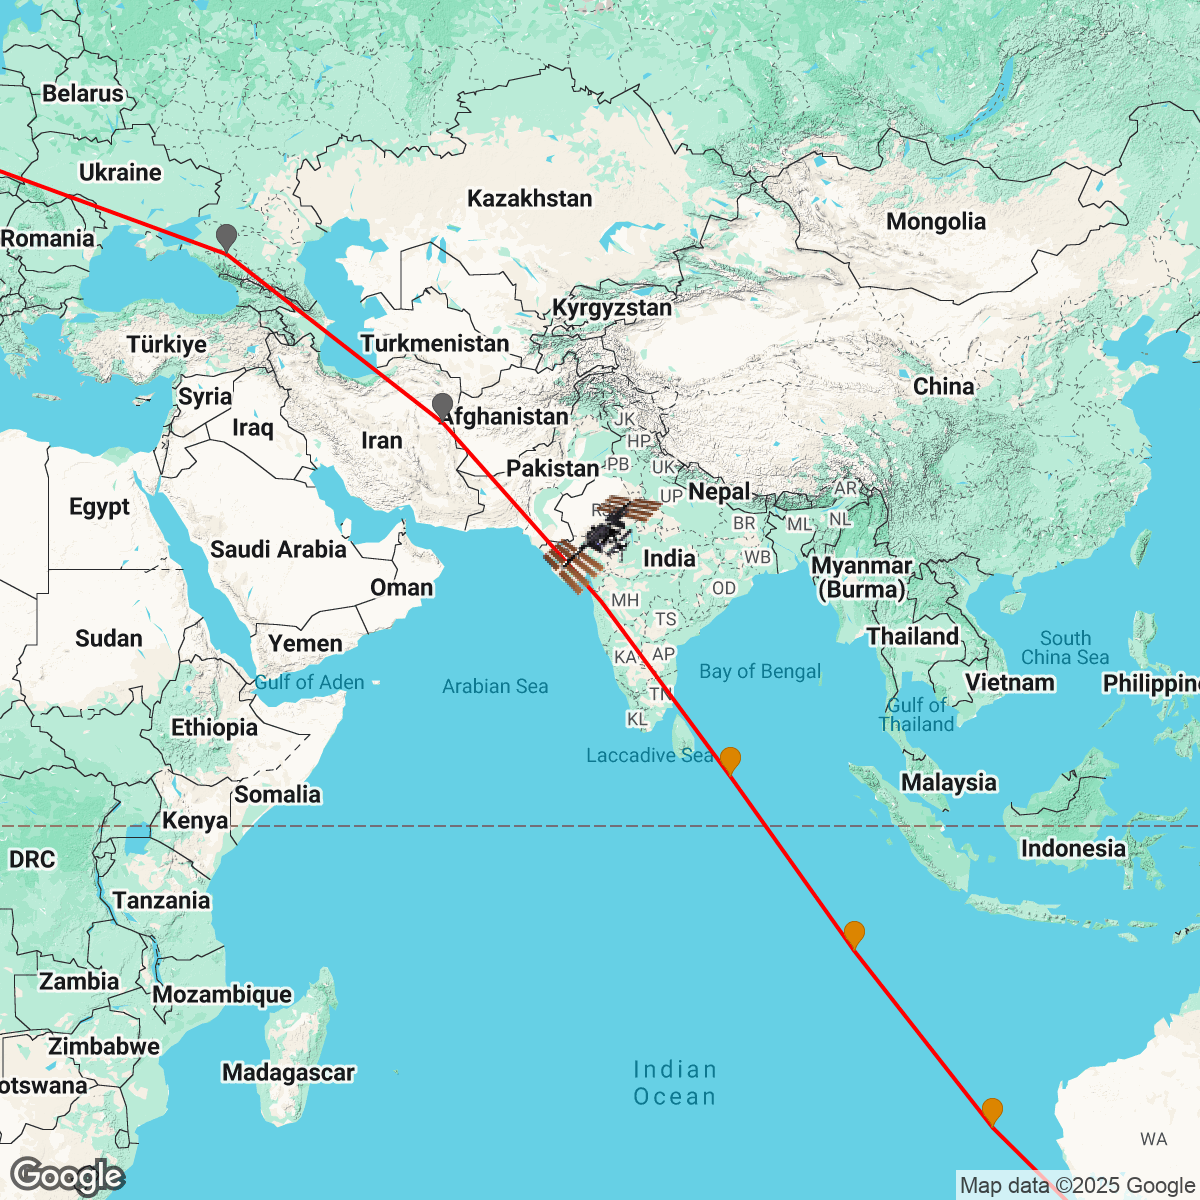 Belarus
Ukraine
Kazakhstan
Mongolia
Romania
Kyrgyzstan
Türkiye
Turkmenistan
China
Syria
Afghanistan
JK
Iraq
Iran
HP
Pakistan
PB
UK
Nepal
AR
UP
Egypt
R
BR
ML
NL
Saudi Arabia
India
WB
Myanmar
(Burma)
Oman
OD
MH
TS
Sudan
Yemen
Thailand
South
China Sea
KA
AP
Bay of Bengal
Gulf of Aden
Arabian Sea
TN
Vietnam
Philippine
Gulf of
Thailand
KL
Ethiopia
Laccadive Sea
Malaysia
Somalia
Kenya
Indonesia
DRC
Tanzania
Zambia
Mozambique
Zimbabwe
Madagascar
otswana
Indian
Ocean
WA
Google
Map data ©2025 Google